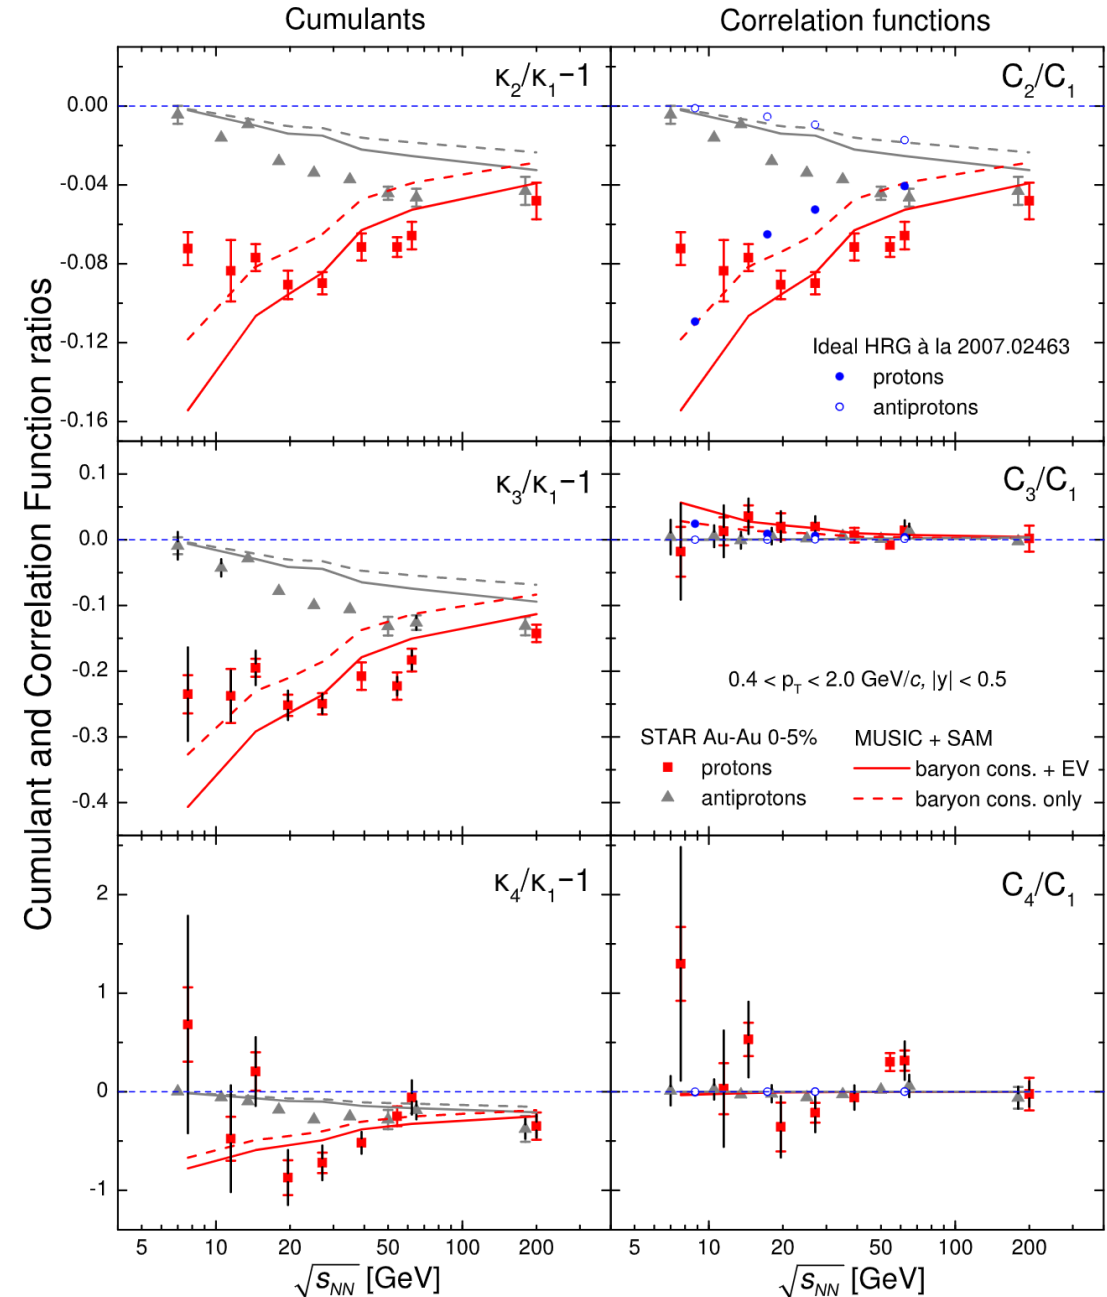 Cumulants
Correlation functions
Cumulant and Correlation Function ratios
κ₂/κ₁−1
C₂/C₁
0.00
-0.04
-0.08
-0.12
-0.16
Ideal HRG à la 2007.02463
protons
antiprotons
κ₃/κ₁−1
C₃/C₁
0.1
0.0
-0.1
-0.2
-0.3
-0.4
0.4 < p_T < 2.0 GeV/c, |y| < 0.5
STAR Au-Au 0-5%
protons
antiprotons
MUSIC + SAM
baryon cons. + EV
baryon cons. only
κ₄/κ₁−1
C₄/C₁
2
1
0
-1
5 10 20 50 100 200
5 10 20 50 100 200
√s_NN [GeV]
√s_NN [GeV]